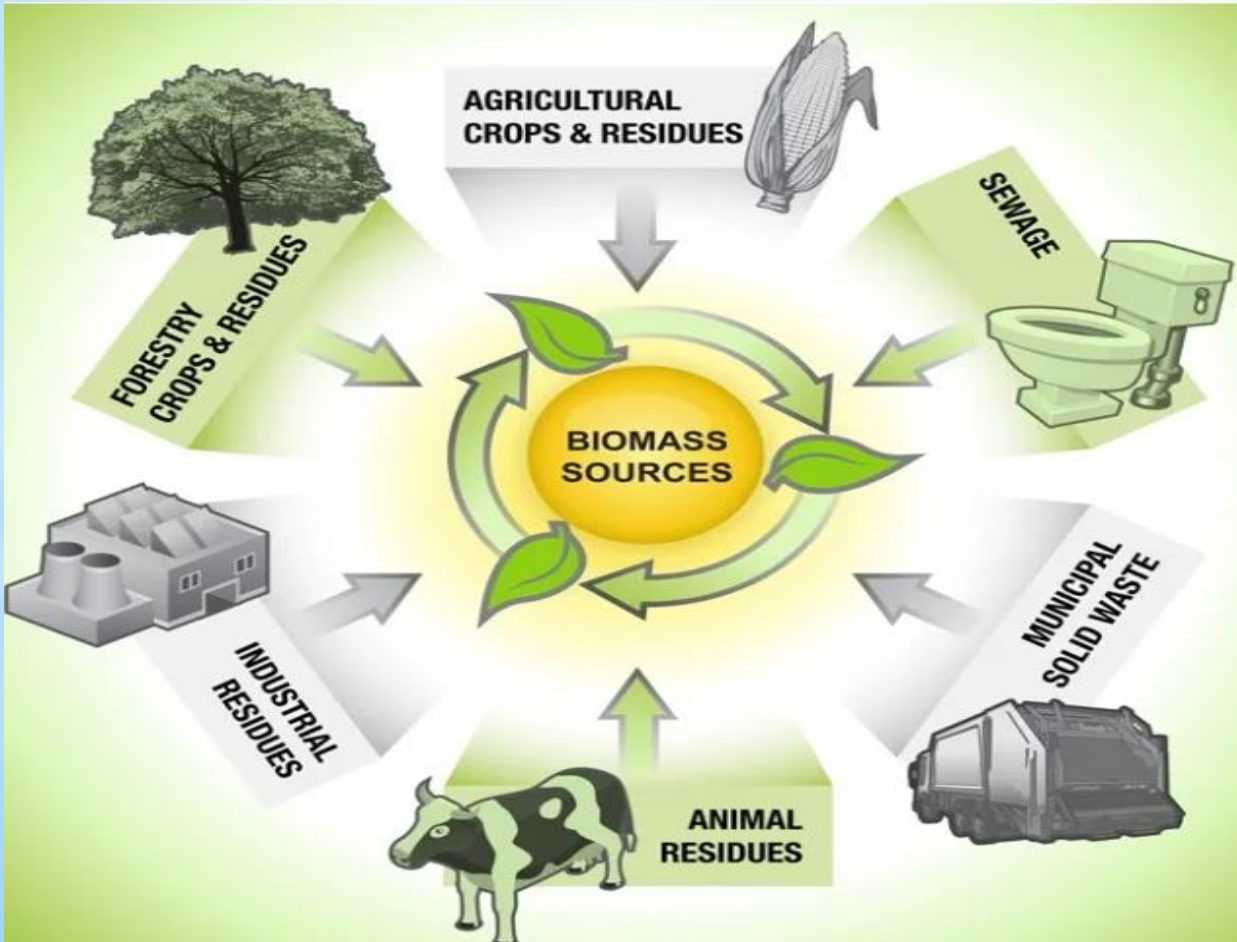 AGRICULTURAL
CROPS & RESIDUES
SEWAGE
FORESTRY
CROPS & RESIDUES
BIOMASS
SOURCES
MUNICIPAL
SOLID WASTE
INDUSTRIAL
RESIDUES
ANIMAL
RESIDUES